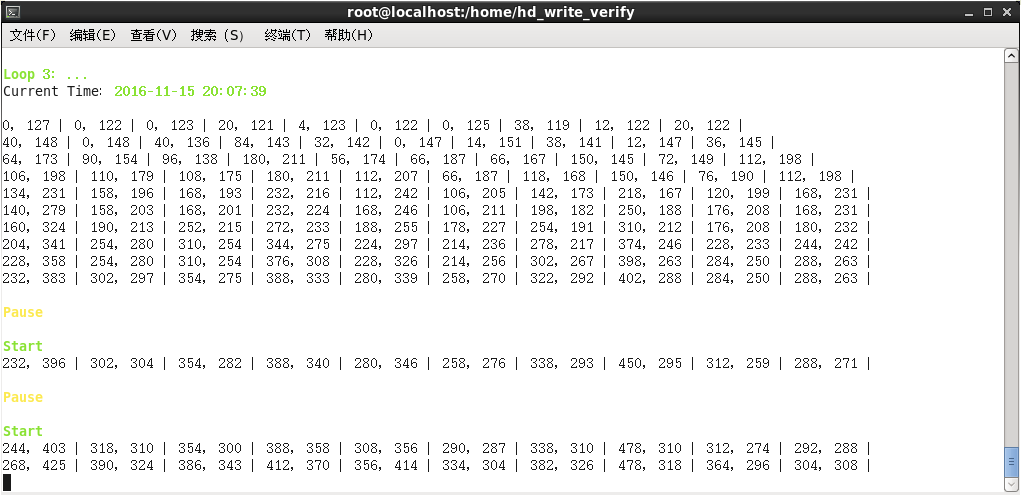 root@localhost:/home/hd_write_verify
文件(F) 编辑(E) 查看(V) 搜索 (S) 终端(T) 帮助(H)
Loop 3: ...
Current Time: 2016-11-15 20:07:39
0, 127 | 0, 122 | 0, 123 | 20, 121 | 4, 123 | 0, 122 | 0, 125 | 38, 119 | 12, 122 | 20, 122 |
40, 148 | 0, 148 | 40, 136 | 84, 143 | 32, 142 | 0, 147 | 14, 151 | 38, 141 | 12, 147 | 36, 145 |
64, 173 | 90, 154 | 96, 138 | 180, 211 | 56, 174 | 66, 187 | 66, 167 | 150, 145 | 72, 149 | 112, 198 |
106, 198 | 110, 179 | 108, 175 | 180, 211 | 112, 207 | 66, 187 | 118, 168 | 150, 146 | 76, 190 | 112, 198 |
134, 231 | 158, 196 | 168, 193 | 232, 216 | 112, 242 | 106, 205 | 142, 173 | 218, 167 | 120, 199 | 168, 231 |
140, 279 | 158, 203 | 168, 201 | 232, 224 | 168, 246 | 106, 211 | 198, 182 | 250, 188 | 176, 208 | 168, 231 |
160, 324 | 190, 213 | 252, 215 | 272, 233 | 188, 255 | 178, 227 | 254, 191 | 310, 212 | 176, 208 | 180, 232 |
204, 341 | 254, 280 | 310, 254 | 344, 275 | 224, 297 | 214, 236 | 278, 217 | 374, 246 | 228, 233 | 244, 242 |
228, 358 | 254, 280 | 310, 254 | 376, 308 | 228, 326 | 214, 256 | 302, 267 | 398, 263 | 284, 250 | 288, 263 |
232, 383 | 302, 297 | 354, 275 | 388, 333 | 280, 339 | 258, 270 | 322, 292 | 402, 288 | 284, 250 | 288, 263 |
Pause
Start
232, 396 | 302, 304 | 354, 282 | 388, 340 | 280, 346 | 258, 276 | 338, 293 | 450, 295 | 312, 259 | 288, 271 |
Pause
Start
244, 403 | 318, 310 | 354, 300 | 388, 358 | 308, 356 | 290, 287 | 338, 310 | 478, 310 | 312, 274 | 292, 288 |
268, 425 | 390, 324 | 386, 343 | 412, 370 | 356, 414 | 334, 304 | 382, 326 | 478, 318 | 364, 296 | 304, 308 |